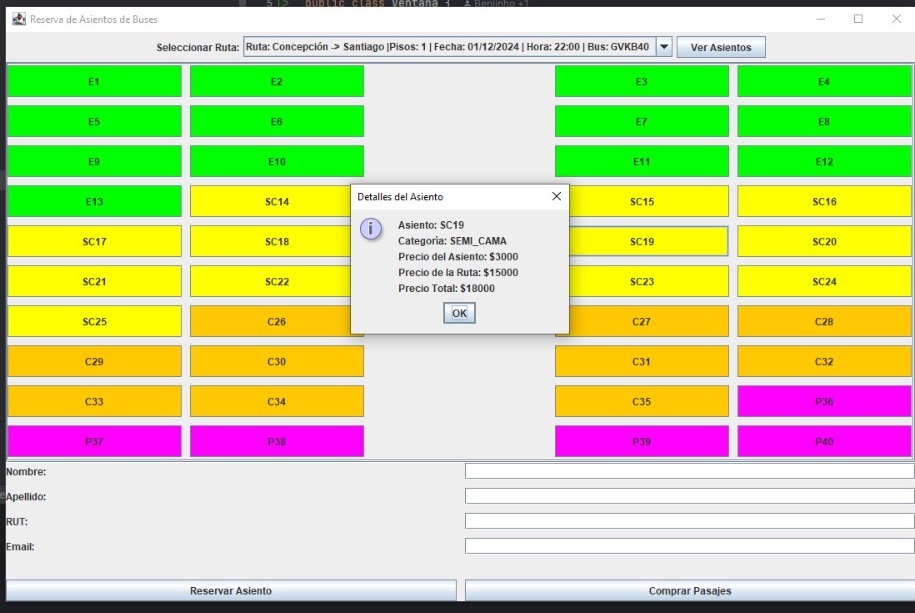 5 public class Ventana 3 Benjinho +1
Reserva de Asientos de Buses
Seleccionar Ruta: Ruta: Concepción -> Santiago |Pisos: 1 | Fecha: 01/12/2024 | Hora: 22:00 | Bus: GVKB40 Ver Asientos
E1 E2 E3 E4
E5 E6 E7 E8
E9 E10 E11 E12
E13 SC14 SC15 SC16
SC17 SC18 SC19 SC20
SC21 SC22 SC23 SC24
SC25 C26 C27 C28
C29 C30 C31 C32
C33 C34 C35 P36
P37 P38 P39 P40
Detalles del Asiento
Asiento: SC19
Categoría: SEMI_CAMA
Precio del Asiento: $3000
Precio de la Ruta: $15000
Precio Total: $18000
OK
Nombre:
Apellido:
RUT:
Email:
Reservar Asiento Comprar Pasajes